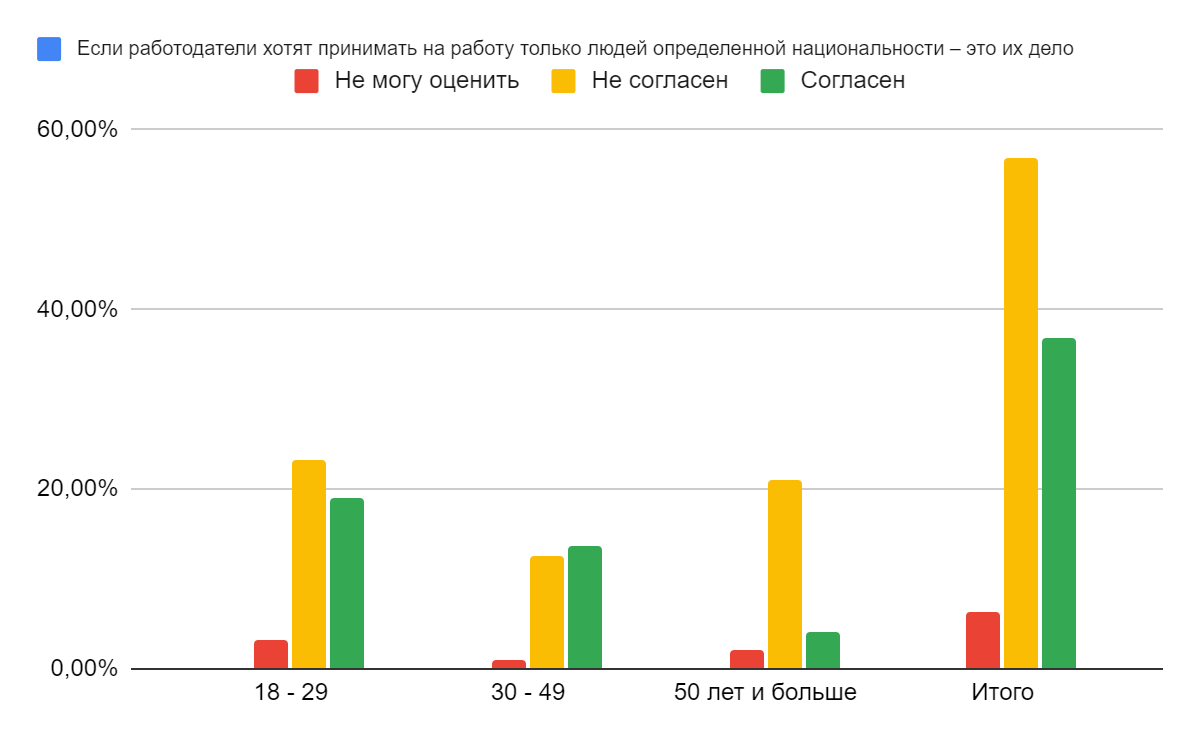 Если работодатели хотят принимать на работу только людей определенной национальности – это их дело
Не могу оценить Не согласен Согласен
60,00%
40,00%
20,00%
0,00%
18 - 29 30 - 49 50 лет и больше Итого